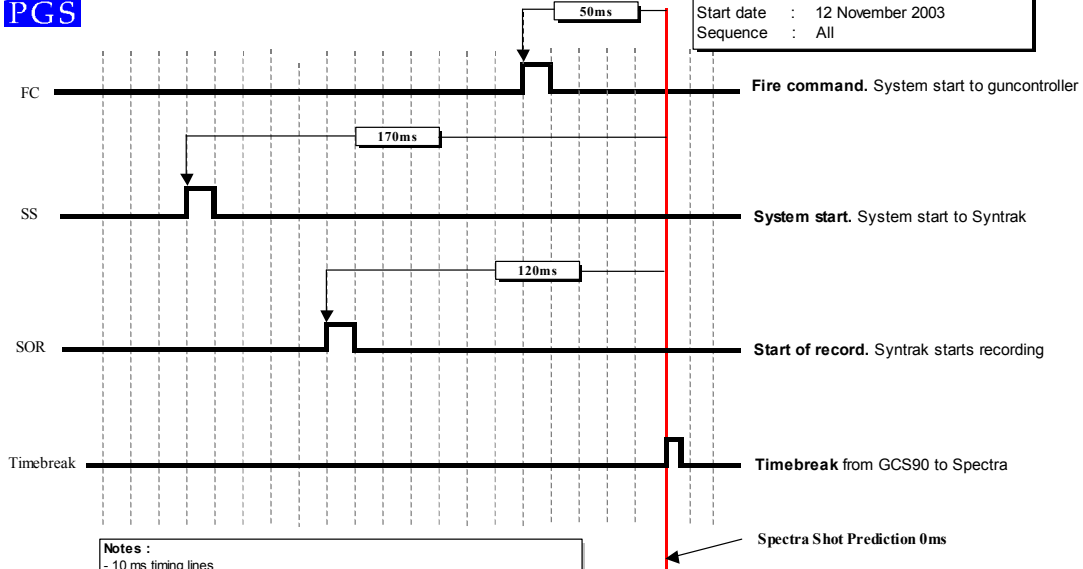 PGS
50ms
Start date : 12 November 2003
Sequence : All
FC
Fire command. System start to guncontroller
170ms
SS
System start. System start to Syntrak
120ms
SOR
Start of record. Syntrak starts recording
Timebreak
Timebreak from GCS90 to Spectra
Spectra Shot Prediction 0ms
Notes :
- 10 ms timing lines